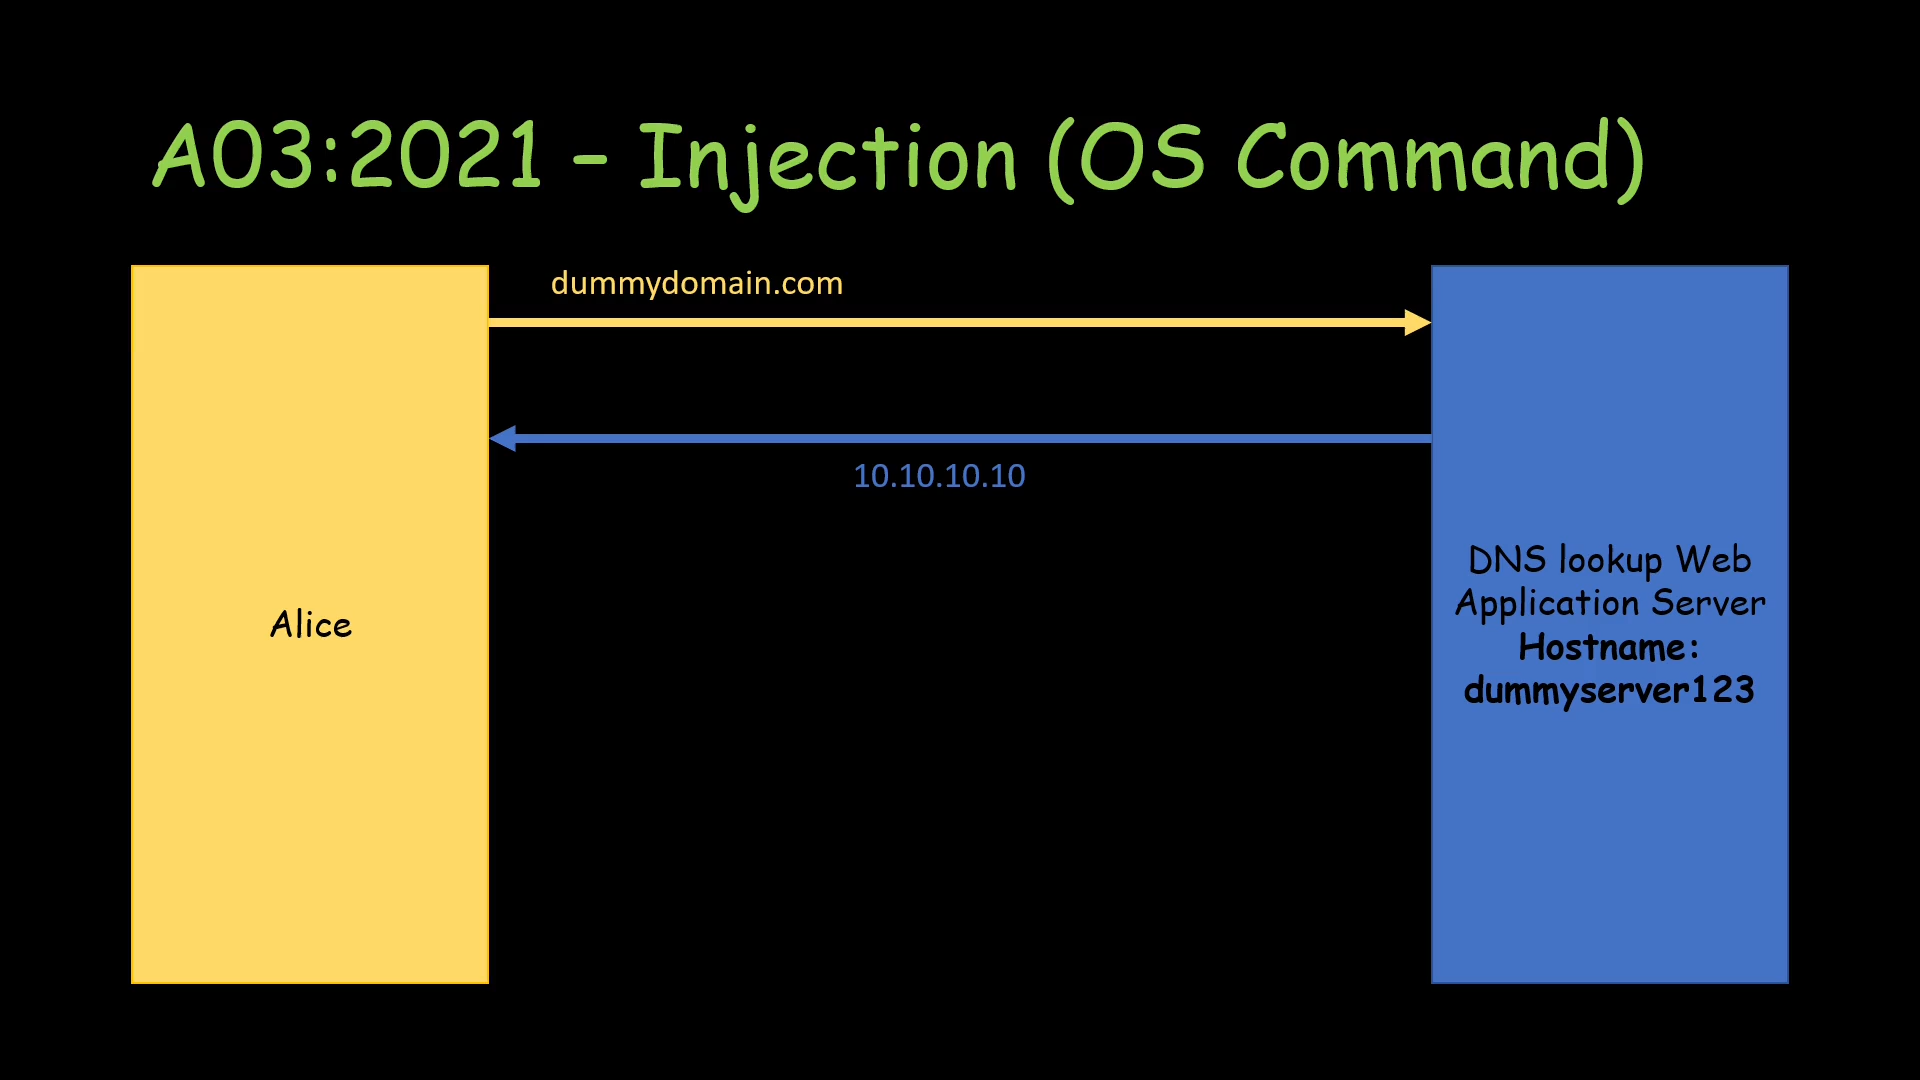 A03:2021 – Injection (OS Command)
dummydomain.com
10.10.10.10
Alice
DNS lookup Web
Application Server
Hostname:
dummyserver123